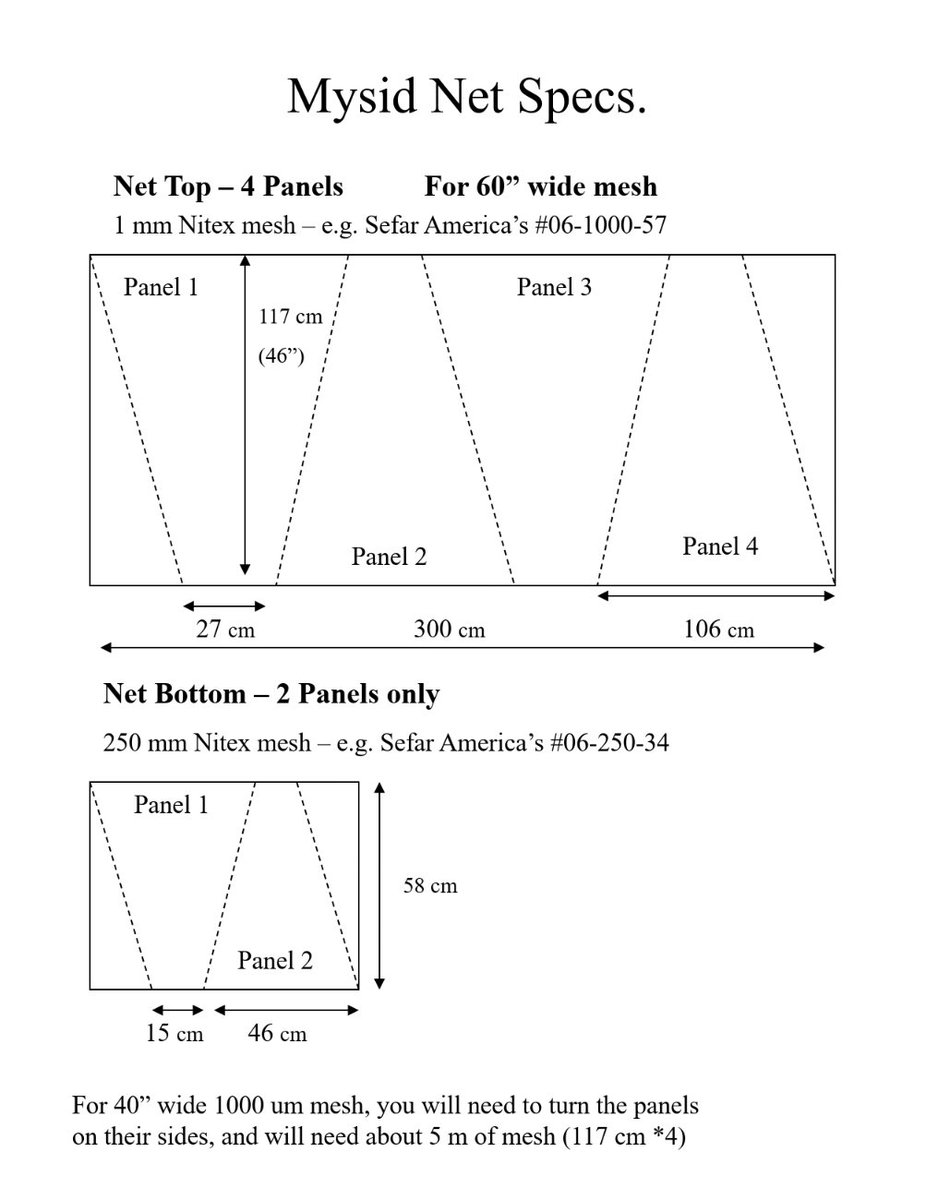 Mysid Net Specs.
Net Top – 4 Panels For 60” wide mesh
1 mm Nitex mesh – e.g. Sefar America’s #06-1000-57
Panel 1
Panel 3
117 cm
(46”)
Panel 2
Panel 4
27 cm
300 cm
106 cm
Net Bottom – 2 Panels only
250 mm Nitex mesh – e.g. Sefar America’s #06-250-34
Panel 1
58 cm
Panel 2
15 cm
46 cm
For 40” wide 1000 um mesh, you will need to turn the panels
on their sides, and will need about 5 m of mesh (117 cm *4)